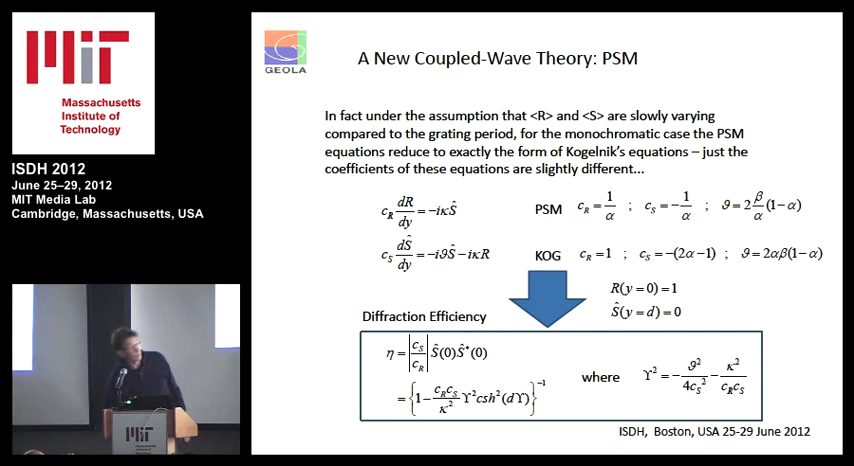 MIT
Massachusetts
Institute of
Technology
ISDH 2012
June 25–29, 2012
MIT Media Lab
Cambridge, Massachusetts, USA
GEOLA
A New Coupled-Wave Theory: PSM
In fact under the assumption that <R> and <S> are slowly varying
compared to the grating period, for the monochromatic case the PSM
equations reduce to exactly the form of Kogelnik's equations – just the
coefficients of these equations are slightly different...
c_R dR/dy = −iκŜ
PSM c_R = 1/α ; c_S = −1/α ; ϑ = 2 β/α (1−α)
c_S dŜ/dy = −iϑŜ − iκR
KOG c_R = 1 ; c_S = −(2α−1) ; ϑ = 2αβ(1−α)
R(y = 0) = 1
Ŝ(y = d) = 0
Diffraction Efficiency
η = |c_S/c_R| Ŝ(0)Ŝ*(0)
= {1 − c_R c_S/κ² ϒ² csh²(dϒ)}⁻¹
where ϒ² = −ϑ²/4c_S² − κ²/c_R c_S
ISDH, Boston, USA 25-29 June 2012
MIT